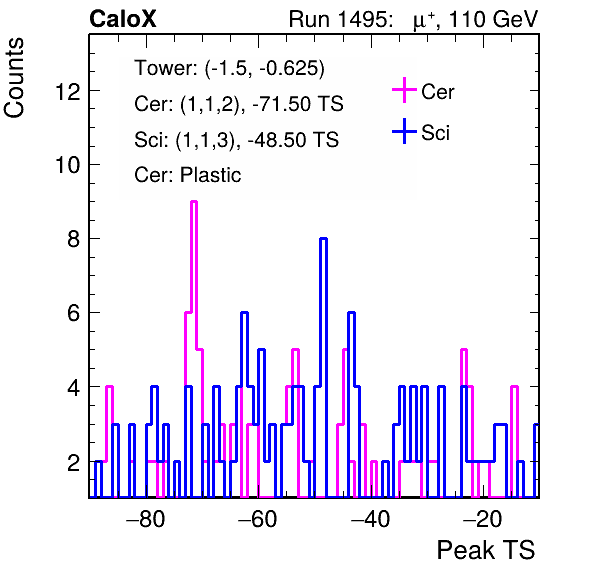 CaloX Run 1495: μ⁺, 110 GeV
Counts
Tower: (-1.5, -0.625)
Cer: (1,1,2), -71.50 TS
Sci: (1,1,3), -48.50 TS
Cer: Plastic
Cer
Sci
12
10
8
6
4
2
−80 −60 −40 −20
Peak TS